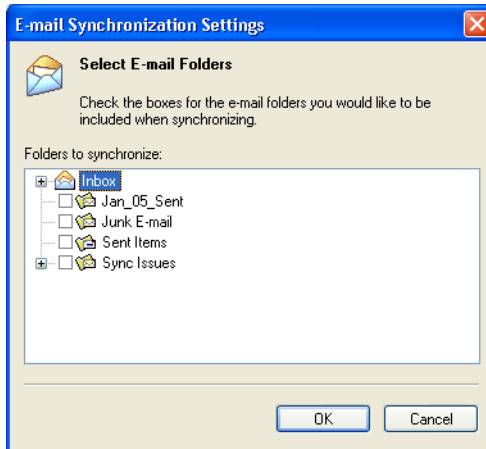 E-mail Synchronization Settings
Select E-mail Folders
Check the boxes for the e-mail folders you would like to be
included when synchronizing.
Folders to synchronize:
Inbox
Jan_05_Sent
Junk E-mail
Sent Items
Sync Issues
OK
Cancel